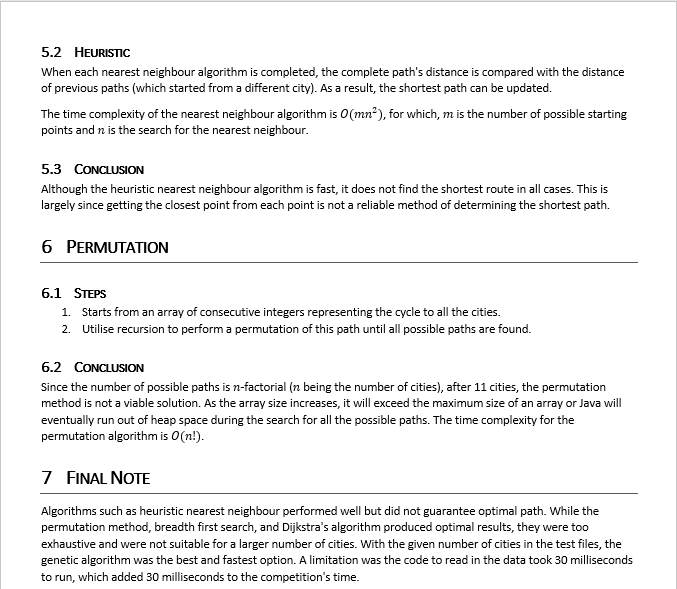 5.2 HEURISTIC
When each nearest neighbour algorithm is completed, the complete path's distance is compared with the distance
of previous paths (which started from a different city). As a result, the shortest path can be updated.
The time complexity of the nearest neighbour algorithm is O(mn²), for which, m is the number of possible starting
points and n is the search for the nearest neighbour.
5.3 CONCLUSION
Although the heuristic nearest neighbour algorithm is fast, it does not find the shortest route in all cases. This is
largely since getting the closest point from each point is not a reliable method of determining the shortest path.
6 PERMUTATION
6.1 STEPS
1. Starts from an array of consecutive integers representing the cycle to all the cities.
2. Utilise recursion to perform a permutation of this path until all possible paths are found.
6.2 CONCLUSION
Since the number of possible paths is n-factorial (n being the number of cities), after 11 cities, the permutation
method is not a viable solution. As the array size increases, it will exceed the maximum size of an array or Java will
eventually run out of heap space during the search for all the possible paths. The time complexity for the
permutation algorithm is O(n!).
7 FINAL NOTE
Algorithms such as heuristic nearest neighbour performed well but did not guarantee optimal path. While the
permutation method, breadth first search, and Dijkstra's algorithm produced optimal results, they were too
exhaustive and were not suitable for a larger number of cities. With the given number of cities in the test files, the
genetic algorithm was the best and fastest option. A limitation was the code to read in the data took 30 milliseconds
to run, which added 30 milliseconds to the competition's time.